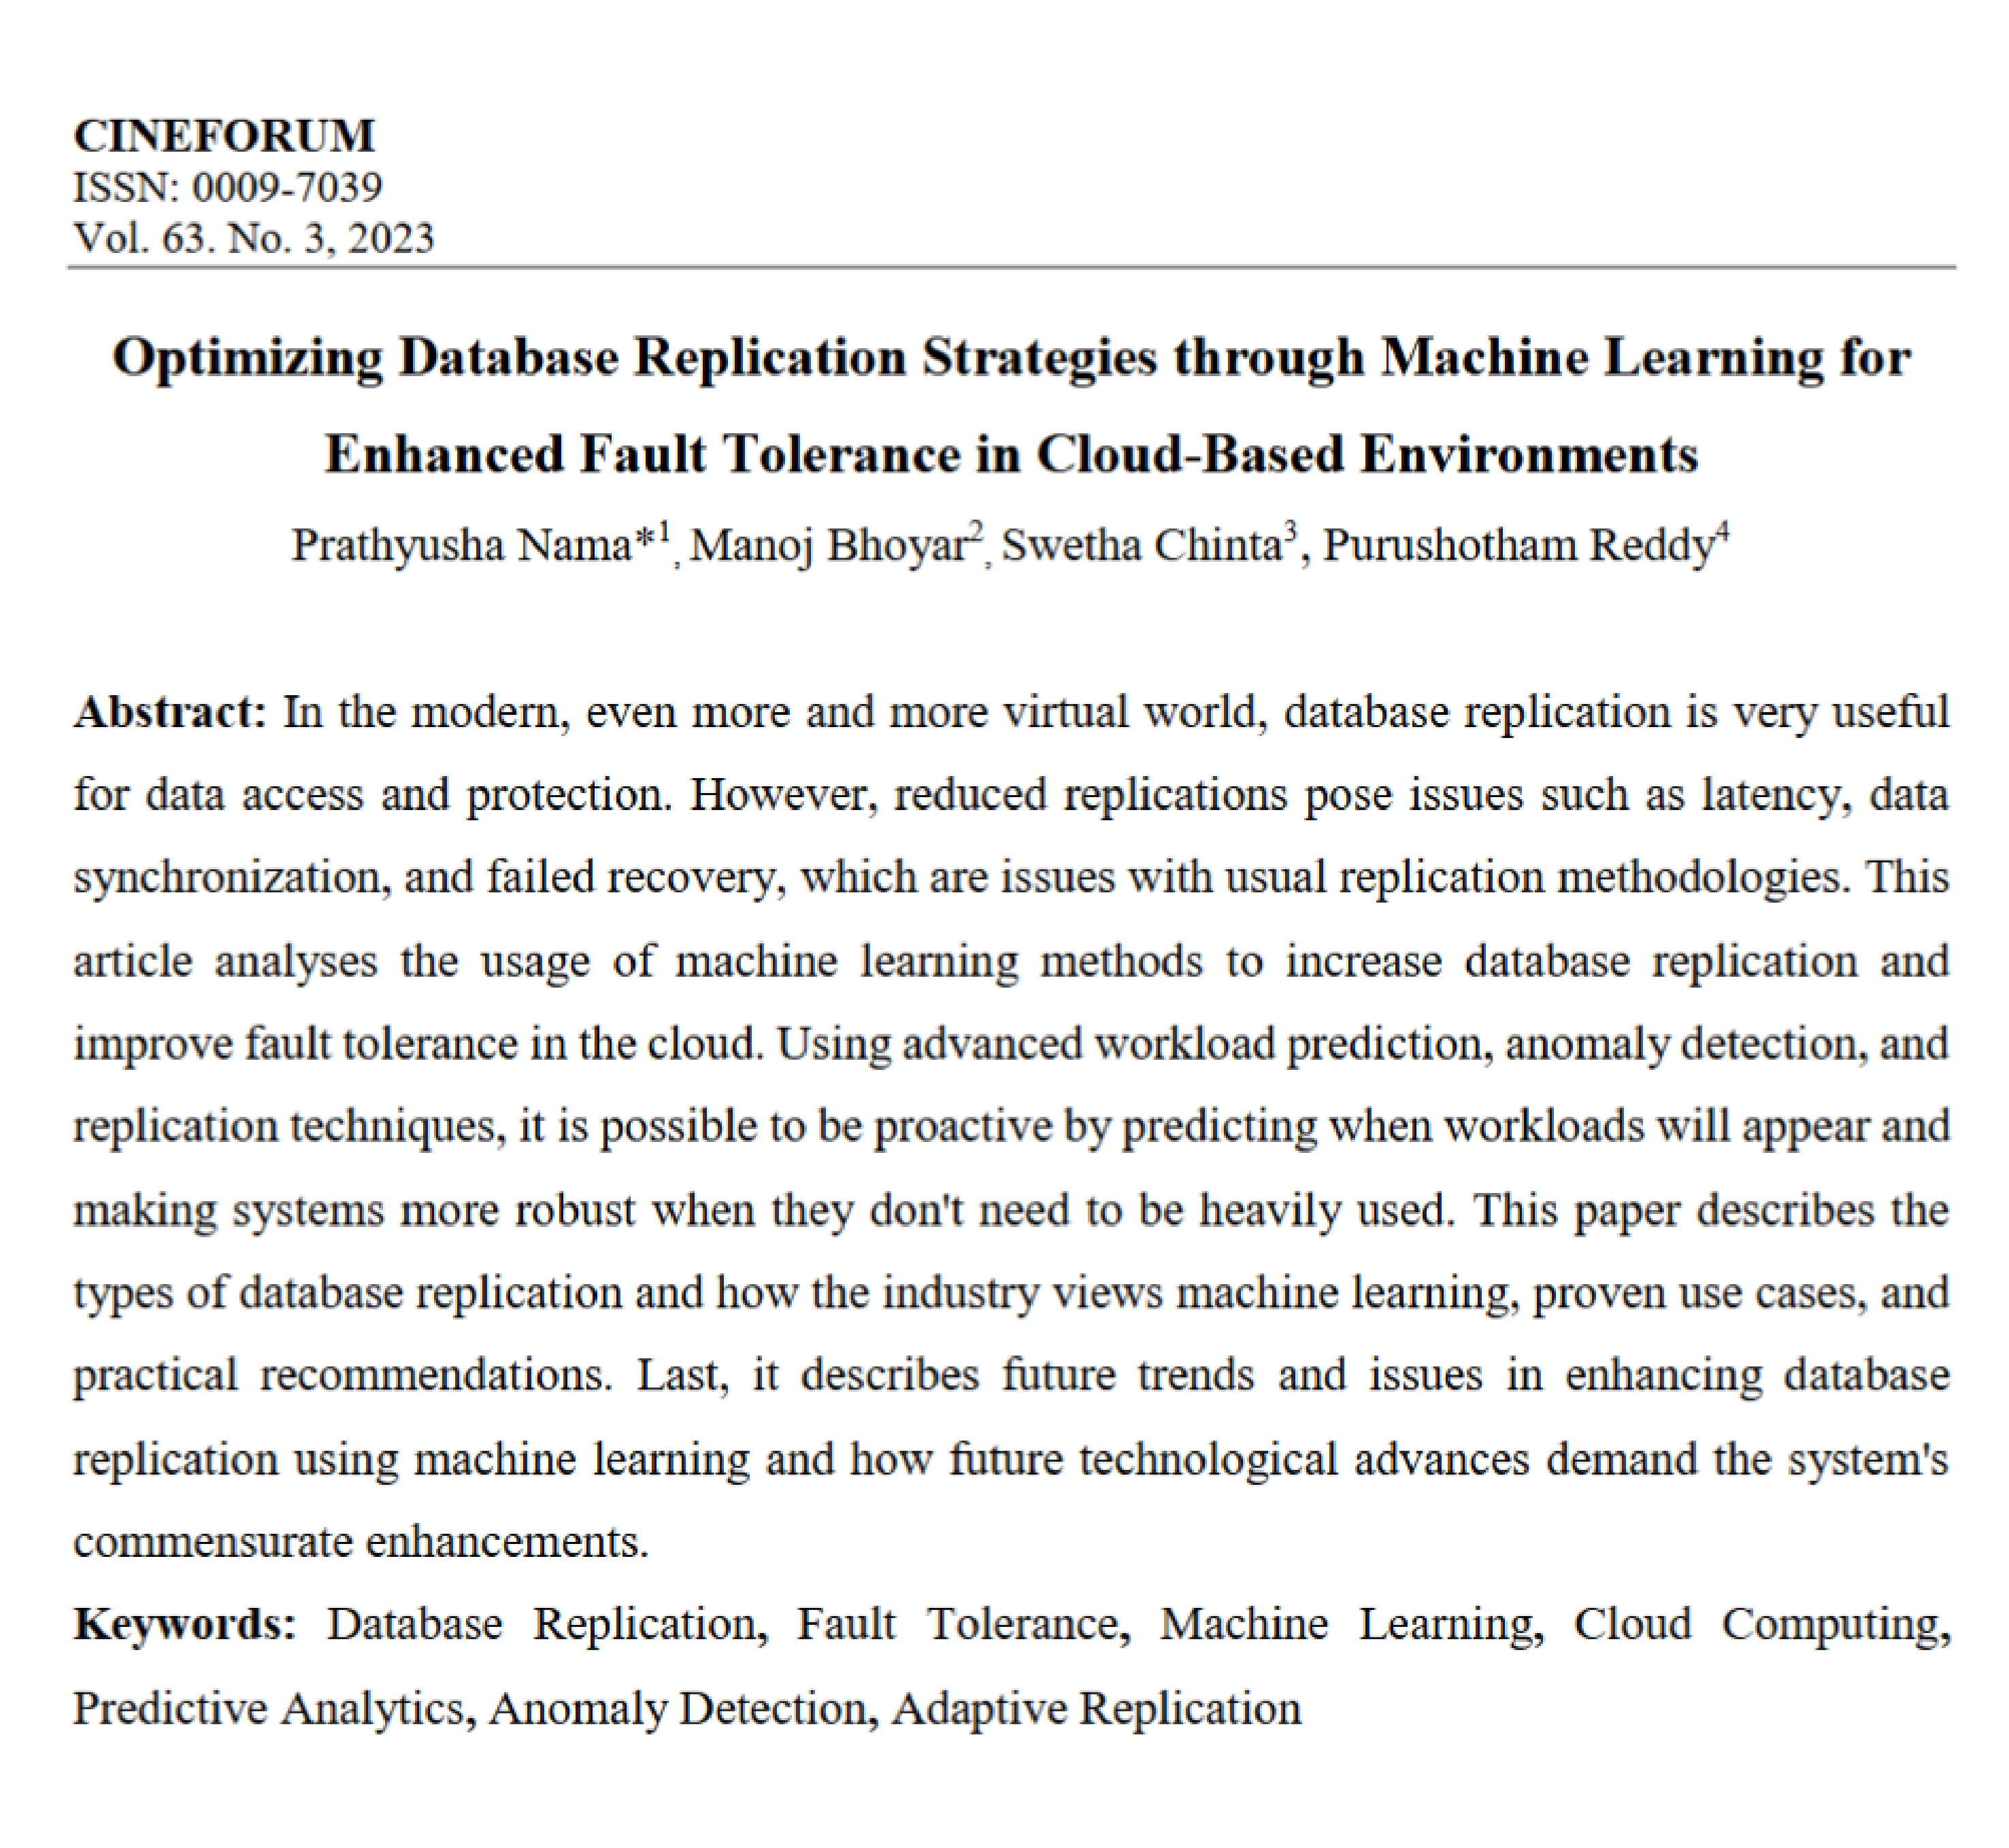 CINEFORUM
ISSN: 0009-7039
Vol. 63. No. 3, 2023
Optimizing Database Replication Strategies through Machine Learning for
Enhanced Fault Tolerance in Cloud-Based Environments
Prathyusha Nama*1, Manoj Bhoyar2, Swetha Chinta3, Purushotham Reddy4
Abstract: In the modern, even more and more virtual world, database replication is very useful
for data access and protection. However, reduced replications pose issues such as latency, data
synchronization, and failed recovery, which are issues with usual replication methodologies. This
article analyses the usage of machine learning methods to increase database replication and
improve fault tolerance in the cloud. Using advanced workload prediction, anomaly detection, and
replication techniques, it is possible to be proactive by predicting when workloads will appear and
making systems more robust when they don't need to be heavily used. This paper describes the
types of database replication and how the industry views machine learning, proven use cases, and
practical recommendations. Last, it describes future trends and issues in enhancing database
replication using machine learning and how future technological advances demand the system's
commensurate enhancements.
Keywords: Database Replication, Fault Tolerance, Machine Learning, Cloud Computing,
Predictive Analytics, Anomaly Detection, Adaptive Replication